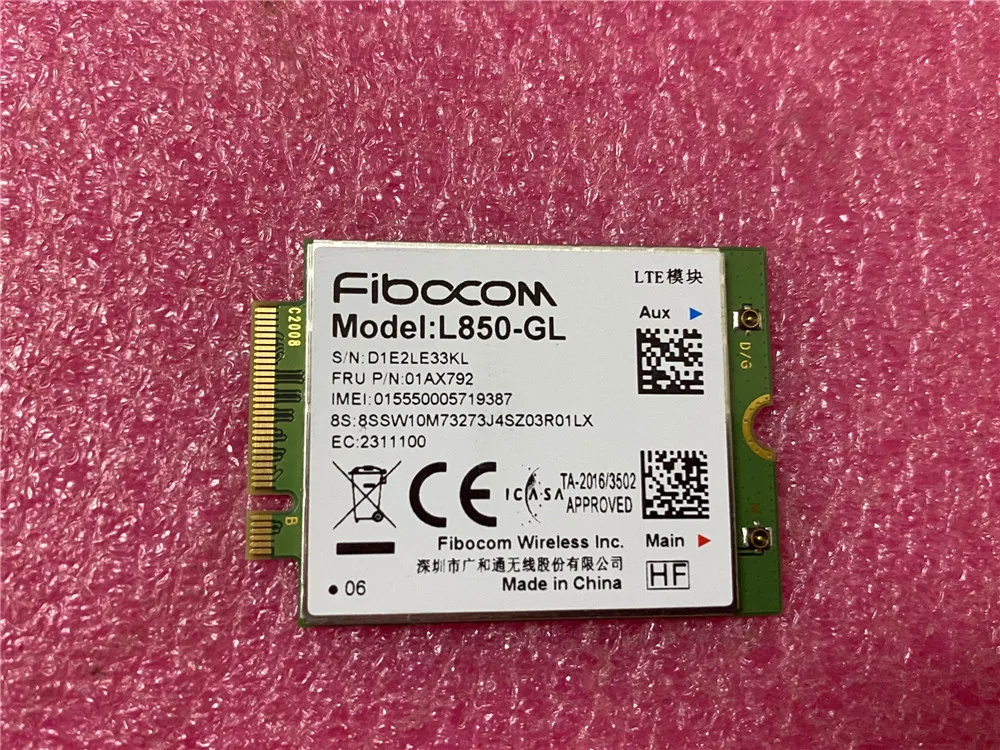 Fibocom
LTE模块
Model:L850-GL
Aux
S/N:D1E2LE33KL
FRU P/N:01AX792
IMEI:015550005719387
8S:8SSW10M73273J4SZ03R01LX
EC:2311100
CE
ICASA
TA-2016/3502
APPROVED
Fibocom Wireless Inc.
Main
深圳市广和通无线股份有限公司
Made in China
HF
06
C2008
B
D/G